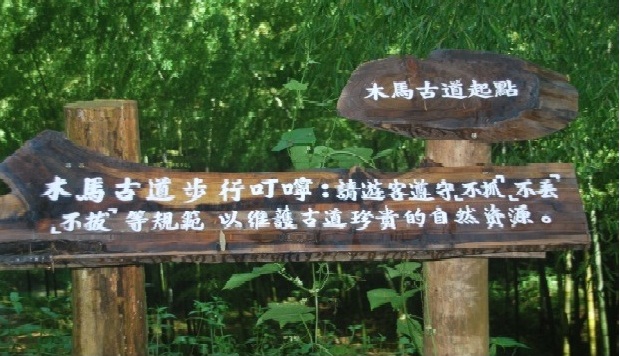 木馬古道起點
木馬古道步行叮嚀：請遊客遵守「不抓」「不丟」
「不拔」等規範 以維護古道珍貴的自然資源。